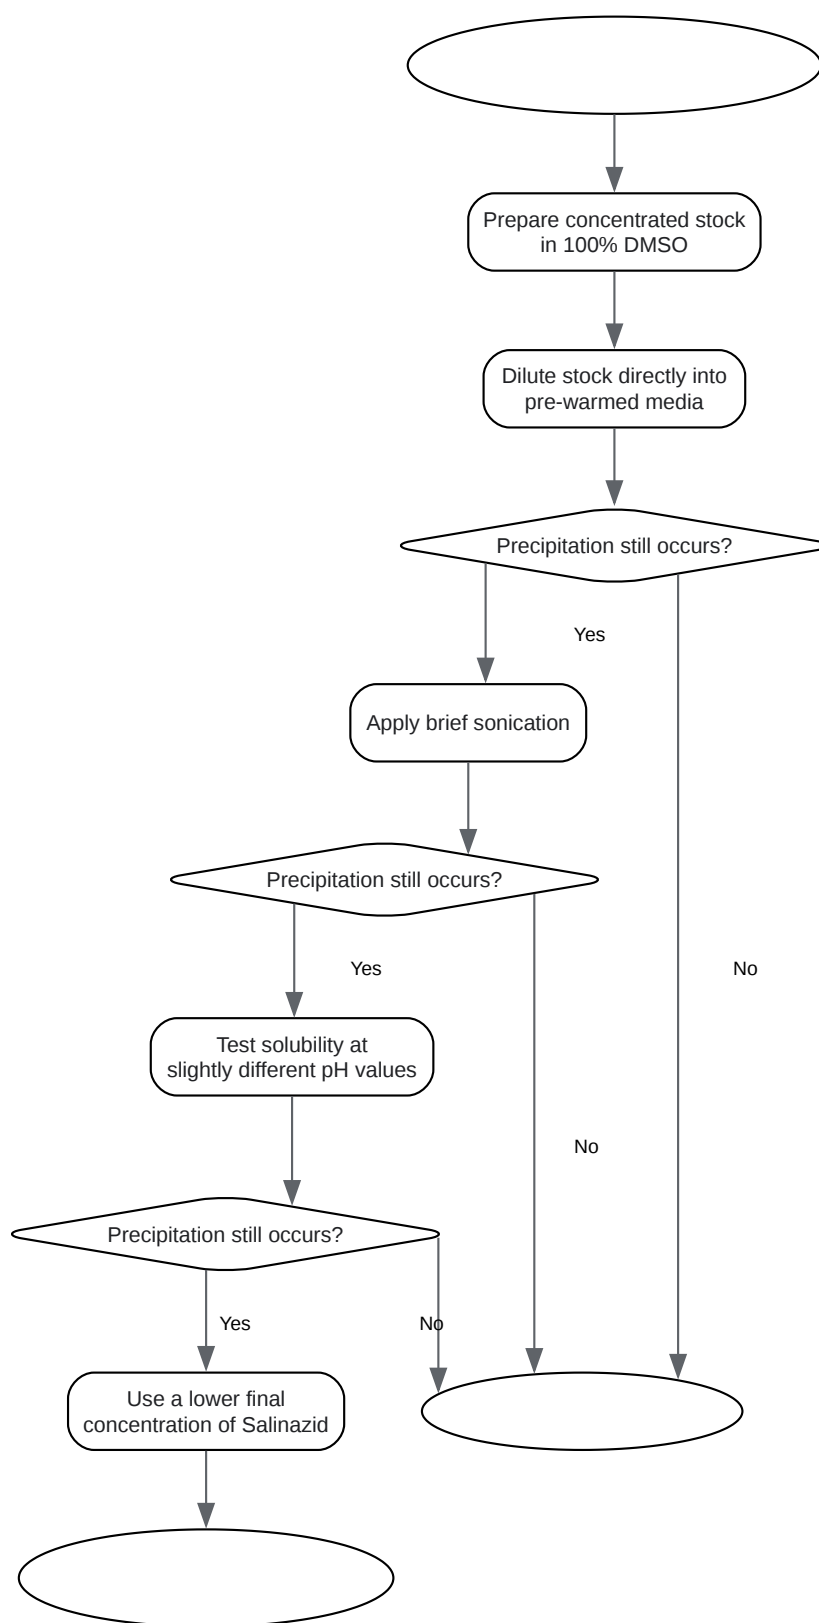 Prepare concentrated stock
in 100% DMSO
Dilute stock directly into
pre-warmed media
Precipitation still occurs?
Yes
Apply brief sonication
Precipitation still occurs?
Yes
No
Test solubility at
slightly different pH values
No
Precipitation still occurs?
Yes
No
Use a lower final
concentration of Salinazid